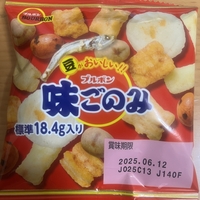 BOURBON
豆がおいしい!!
ブルボン
味ごのみ
標準18.4g入り
賞味期限
2025.06.12
J025C13 J140F